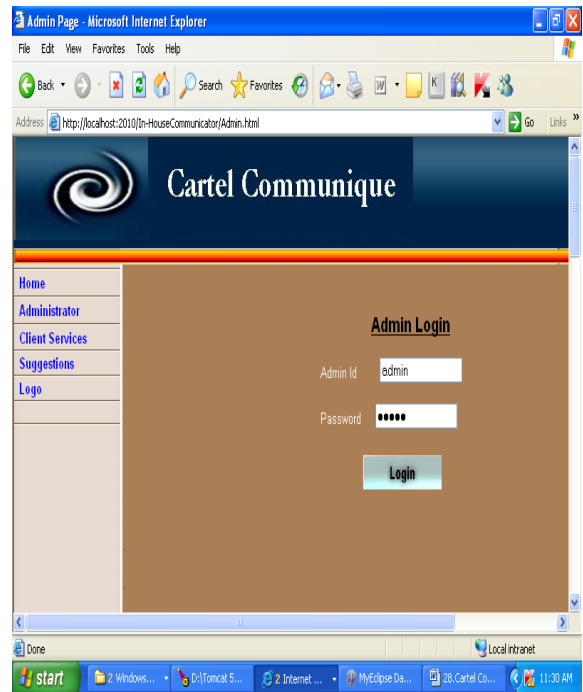 Admin Page - Microsoft Internet Explorer
File Edit View Favorites Tools Help
Back Search Favorites
Address http://localhost:2010/In-HouseCommunicator/Admin.html Go Links »
Cartel Communique
Home
Administrator
Client Services
Suggestions
Logo
Admin Login
Admin Id admin
Password •••••
Login
Done Local intranet
start 2 Windows... D:\Tomcat 5... 2 Internet ... MyEclipse Da... 28.Cartel Co... 11:30 AM